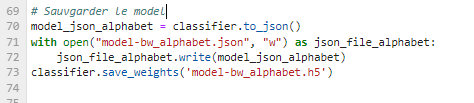 69 # Sauvgarder le model
70 model_json_alphabet = classifier.to_json()
71 with open("model-bw_alphabet.json", "w") as json_file_alphabet:
72     json_file_alphabet.write(model_json_alphabet)
73 classifier.save_weights('model-bw_alphabet.h5')
74
75